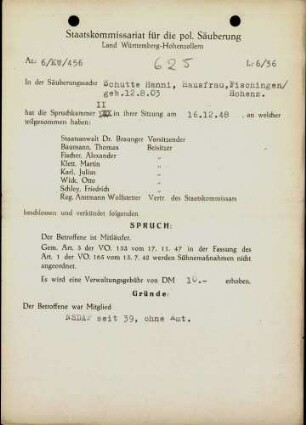 Staatskommissariat für die pol. Säuberung
Land Württemberg-Hohenzollern
Az: 6/KW/456 625 L: 6/36
In der Säuberungssache Schutte Hanni, Hausfrau, Fischingen/
geb.12.8.03 Hohenz.
II
hat die Spruchkammer in ihrer Sitzung am 16.12.48 an welcher
teilgenommen haben:
Staatsanwalt Dr. Beuanger Vorsitzender
Baumann, Thomas Beisitzer
Fischer, Alexander "
Klett, Martin "
Karl, Julius "
Wick, Otto "
Schley, Friedrich "
Reg. Amtmann Wollstetter Vertr. des Staatskommissars
beschlossen und verkündet folgenden
SPRUCH:
Der Betroffene ist Mitläufer.
Gem. Art. 3 der VO. 133 vom 17. 11. 47 in der Fassung des
Art. 1 der VO. 165 vom 13. 7. 48 werden Sühnemaßnahmen nicht
angeordnet.
Es wird eine Verwaltungsgebühr von DM 10.- erhoben.
Gründe:
Der Betroffene war Mitglied
NSDAP seit 39, ohne Amt.